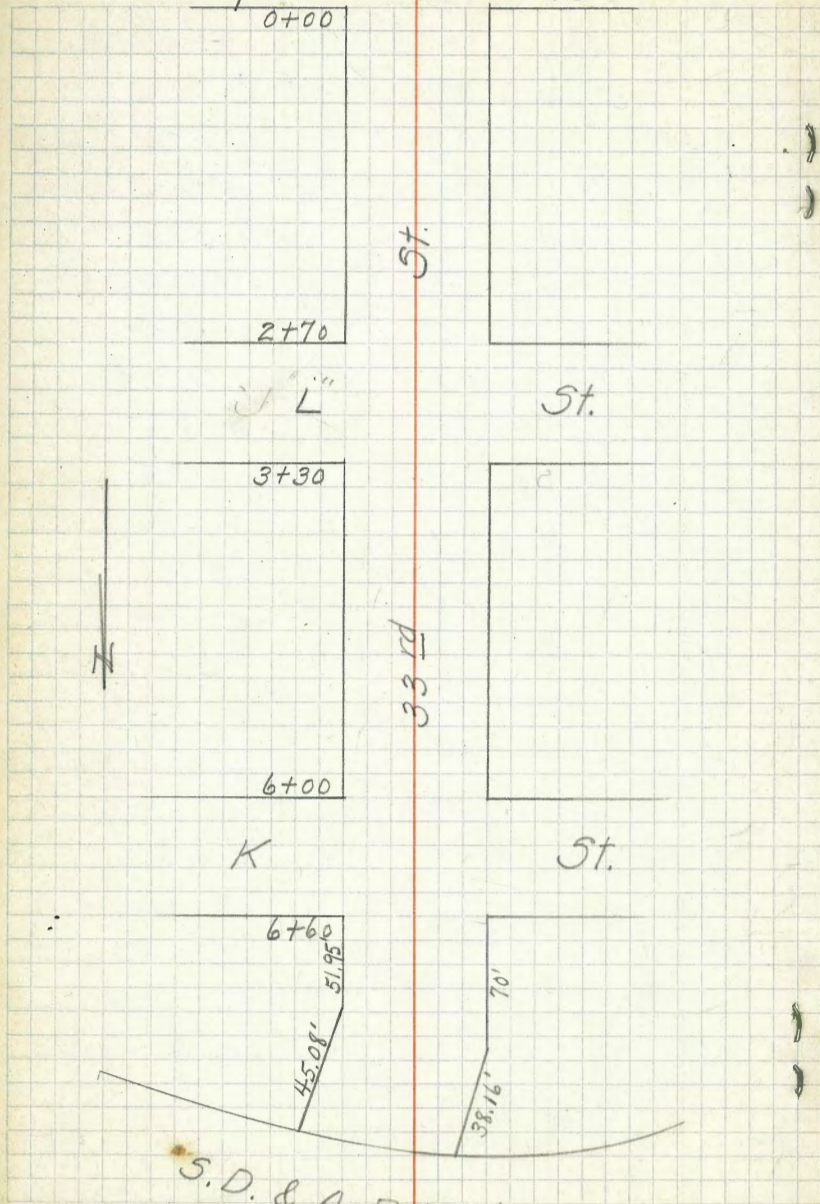 0+00
St.
2+70
"L" St.
3+30
33rd
6+00
K St.
6+60
51.95'
70'
45.08'
38.16'
N
S.D. &